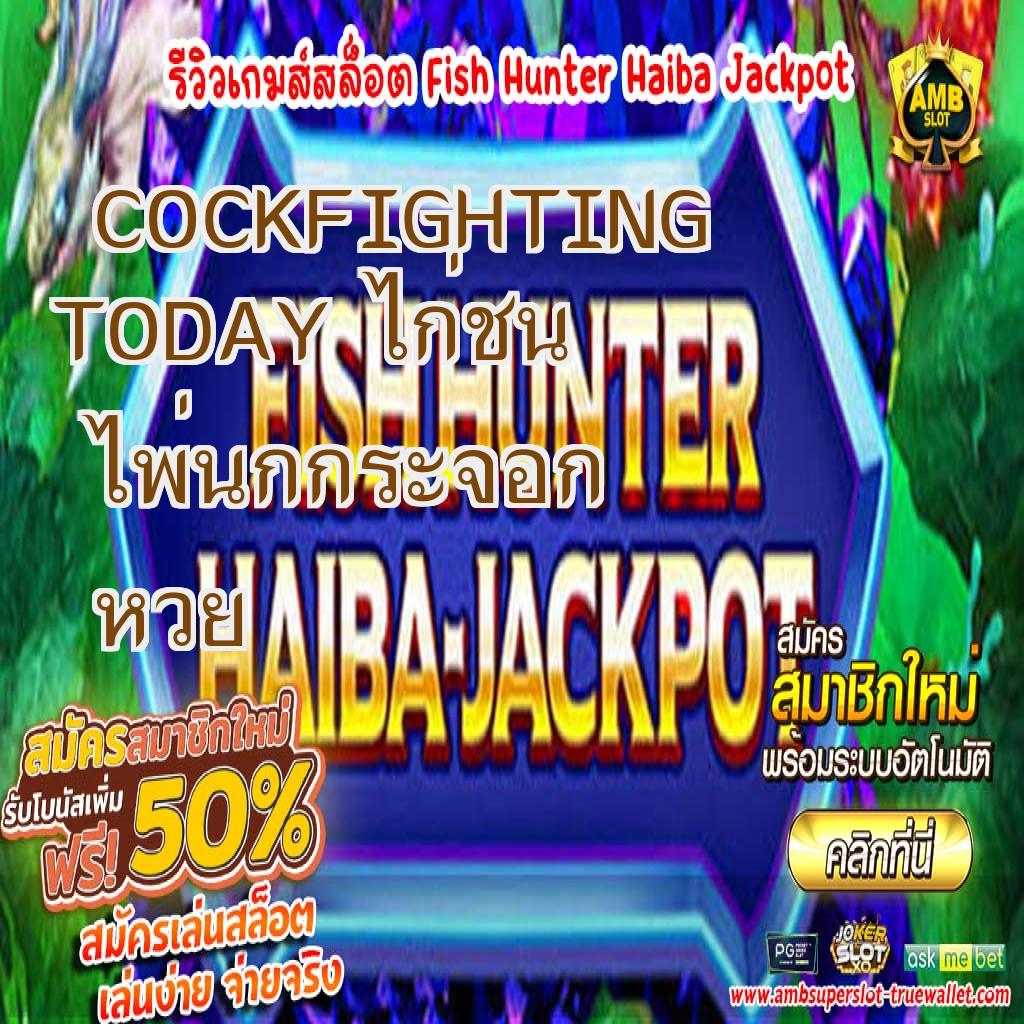 รีวิวเกมส์สล็อต Fish Hunter Haiba Jackpot
AMB
SLOT
COCKFIGHTING
TODAY ไก่ชน
ไพ่นกกระจอก
หวย
FISH HUNTER
HAIBA·JACKPOT
สมัคร
สมาชิกใหม่
พร้อมระบบอัตโนมัติ
คลิกที่นี่
สมัครสมาชิกใหม่
รับโบนัสเพิ่ม
ฟรี! 50%
สมัครเล่นสล็อต
เล่นง่าย จ่ายจริง
PG
JOKER
SLOT
XO
ask me bet
www.ambsuperslot-truewallet.com